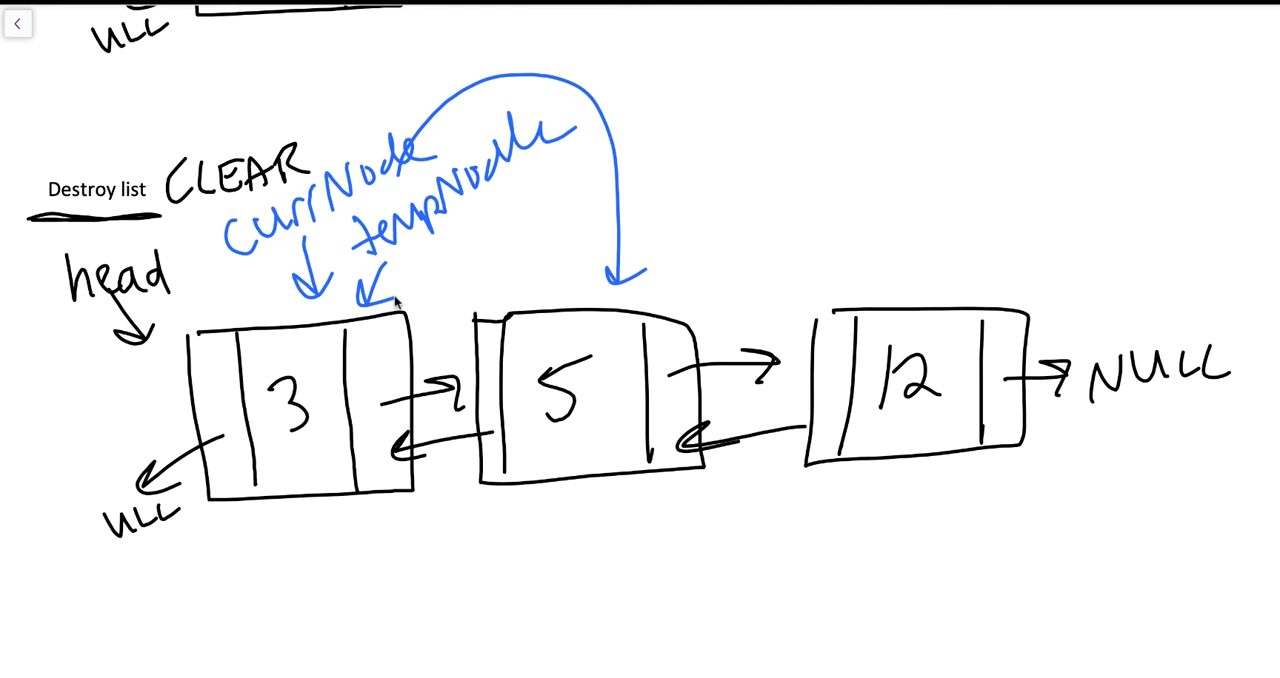 ULL
Destroy list CLEAR
currNode
tempNode
head
3 5 12 NULL
ULL